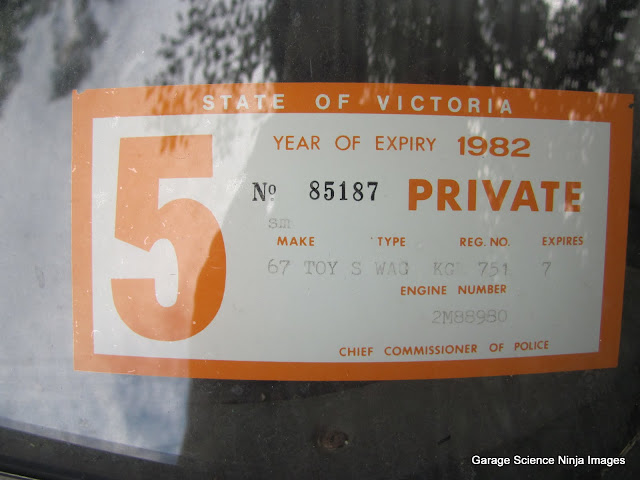 STATE OF VICTORIA
5
YEAR OF EXPIRY 1982
No 85187 PRIVATE
sm
MAKE TYPE REG. NO. EXPIRES
67 TOY S WAG 751 7
ENGINE NUMBER
2M88980
CHIEF COMMISSIONER OF POLICE
Garage Science Ninja Images